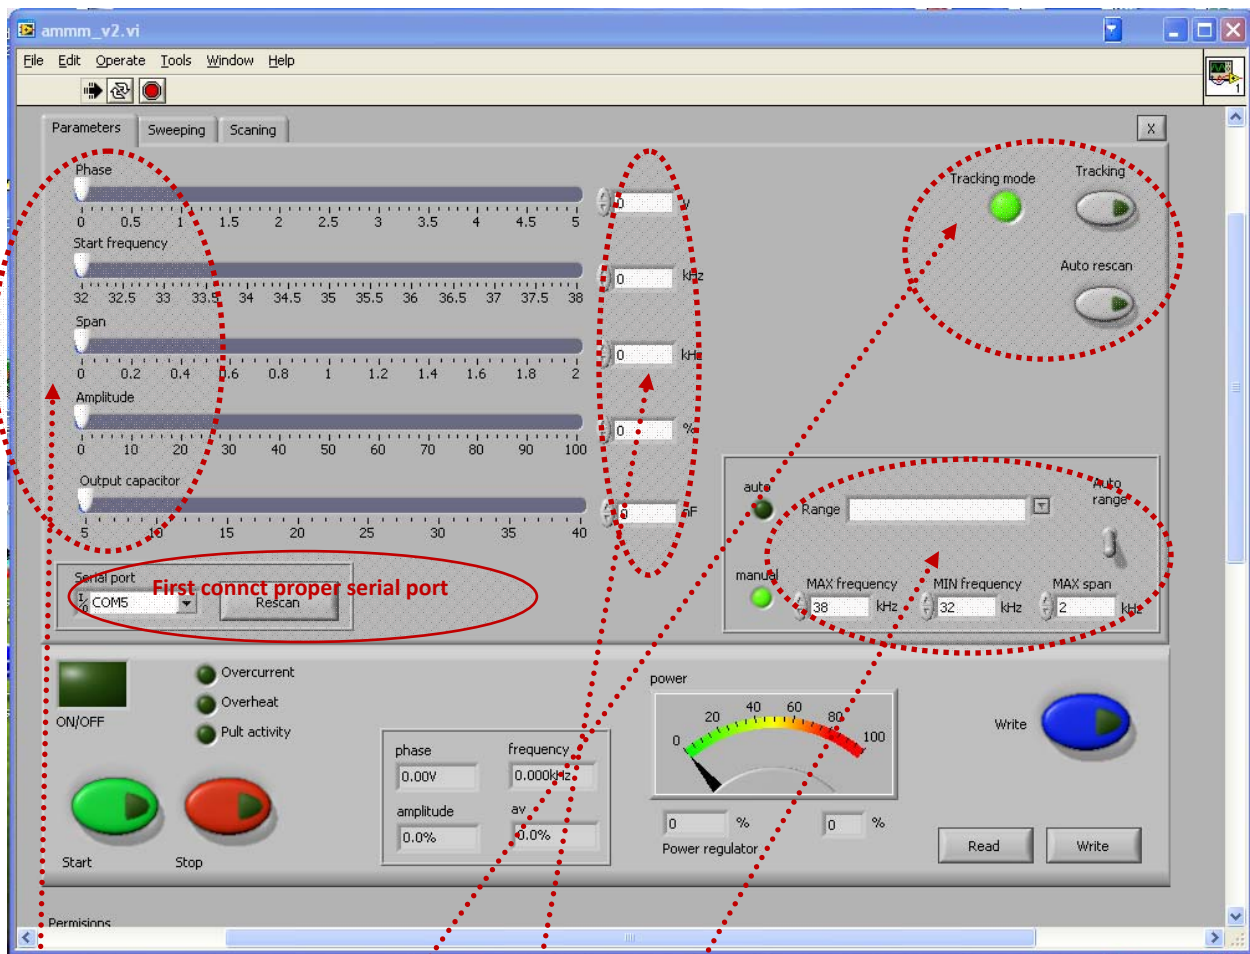 ammm_v2.vi
File Edit Operate Tools Window Help
1
Parameters Sweeping Scaning X
Phase
0 0.5 1 1.5 2 2.5 3 3.5 4 4.5 5
0 V
Start frequency
32 32.5 33 33.5 34 34.5 35 35.5 36 36.5 37 37.5 38
0 kHz
Span
0 0.2 0.4 0.6 0.8 1 1.2 1.4 1.6 1.8 2
0 kHz
Amplitude
0 10 20 30 40 50 60 70 80 90 100
0 %
Output capacitor
5 10 15 20 25 30 35 40
0 nF
Tracking mode Tracking
Auto rescan
auto Range Auto
range
manual MAX frequency MIN frequency MAX span
38 kHz 32 kHz 2 kHz
Serial port
First connct proper serial port
I/O COM5 Rescan
ON/OFF
Overcurrent
Overheat
Pult activity
Start Stop
phase frequency
0.00V 0.000kHz
amplitude av
0.0% 0.0%
power
0 20 40 60 80 100
0 % 0 %
Power regulator
Write
Read Write
Permisions